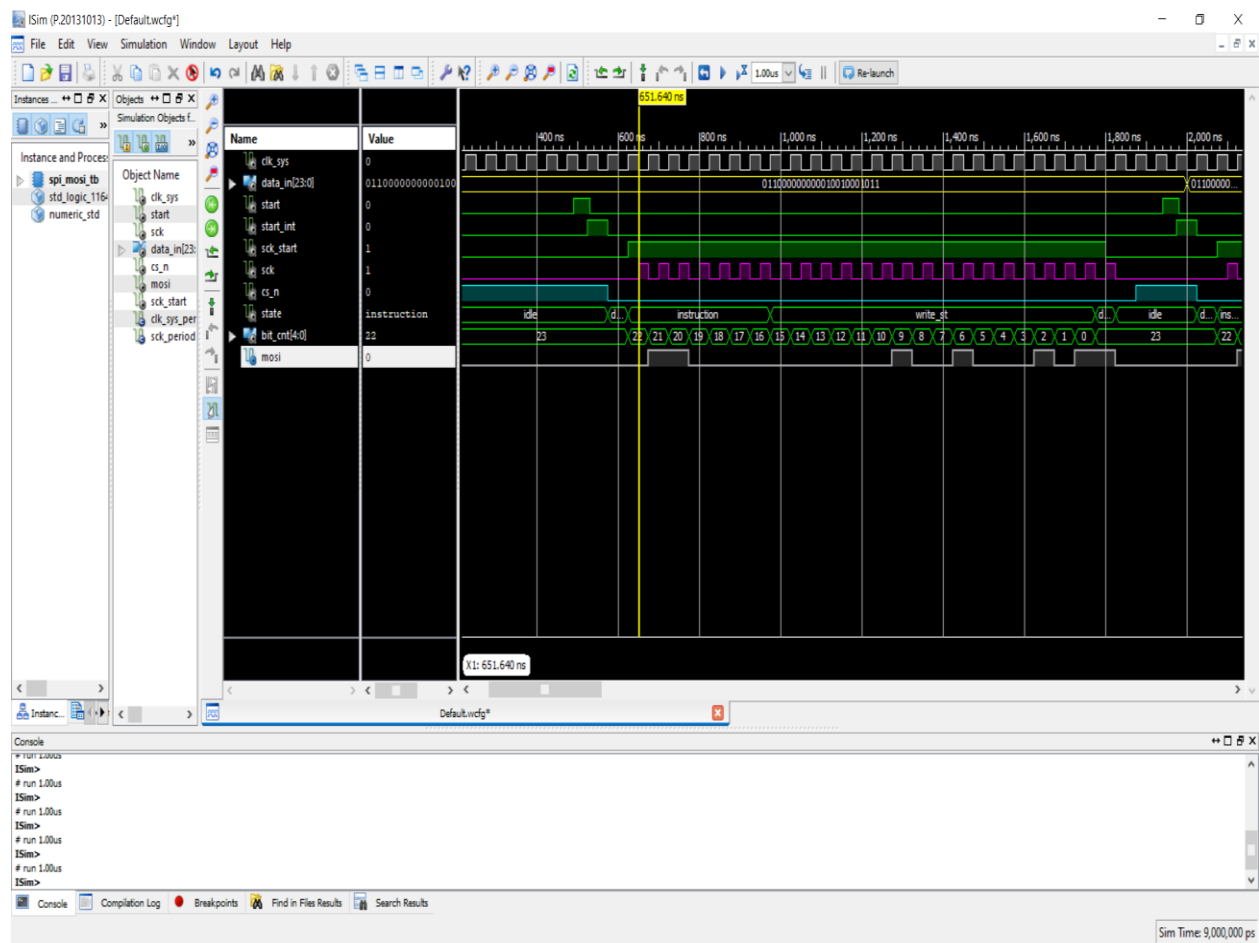 ISim (P.20131013) - [Default.wcfg*]
File Edit View Simulation Window Layout Help
1.00us Re-launch
Instances ... Objects
Simulation Objects f...
Instance and Process
spi_mosi_tb
std_logic_1164
numeric_std
Object Name
clk_sys
start
sck
data_in[23:
cs_n
mosi
sck_start
clk_sys_per
sck_period
651.640 ns
Name Value
400 ns 600 ns 800 ns 1,000 ns 1,200 ns 1,400 ns 1,600 ns 1,800 ns 2,000 ns
clk_sys 0
data_in[23:0] 0110000000000100 011000000000010010001011 01100000...
start 0
start_int 0
sck_start 1
sck 1
cs_n 0
state instruction idle d... instruction write_st d... idle d... ins...
bit_cnt[4:0] 22 23 22 21 20 19 18 17 16 15 14 13 12 11 10 9 8 7 6 5 4 3 2 1 0 23 22
mosi 0
X1: 651.640 ns
Instanc... Default.wcfg*
Console
# run 1.00us
ISim>
# run 1.00us
ISim>
# run 1.00us
ISim>
# run 1.00us
ISim>
# run 1.00us
ISim>
Console Compilation Log Breakpoints Find in Files Results Search Results
Sim Time: 9,000,000 ps